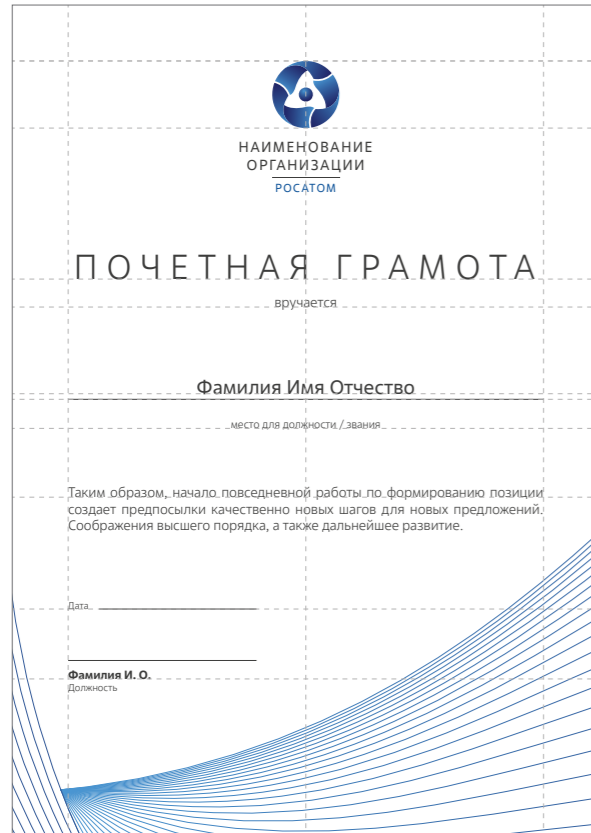 НАИМЕНОВАНИЕ
ОРГАНИЗАЦИИ
РОСАТОМ
ПОЧЕТНАЯ ГРАМОТА
вручается
Фамилия Имя Отчество
место для должности / звания
Таким образом, начало повседневной работы по формированию позиции
создает предпосылки качественно новых шагов для новых предложений.
Соображения высшего порядка, а также дальнейшее развитие.
Дата
Фамилия И. О.
Должность